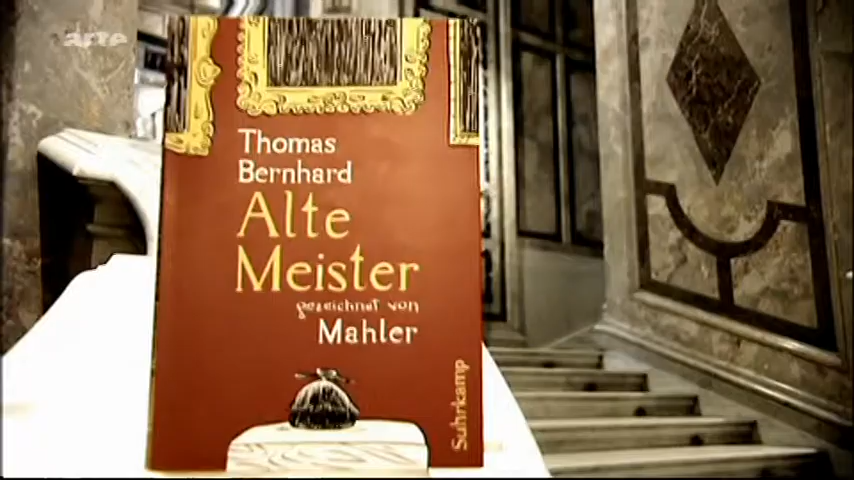 arte
Thomas
Bernhard
Alte
Meister
gezeichnet von
Mahler
Suhrkamp